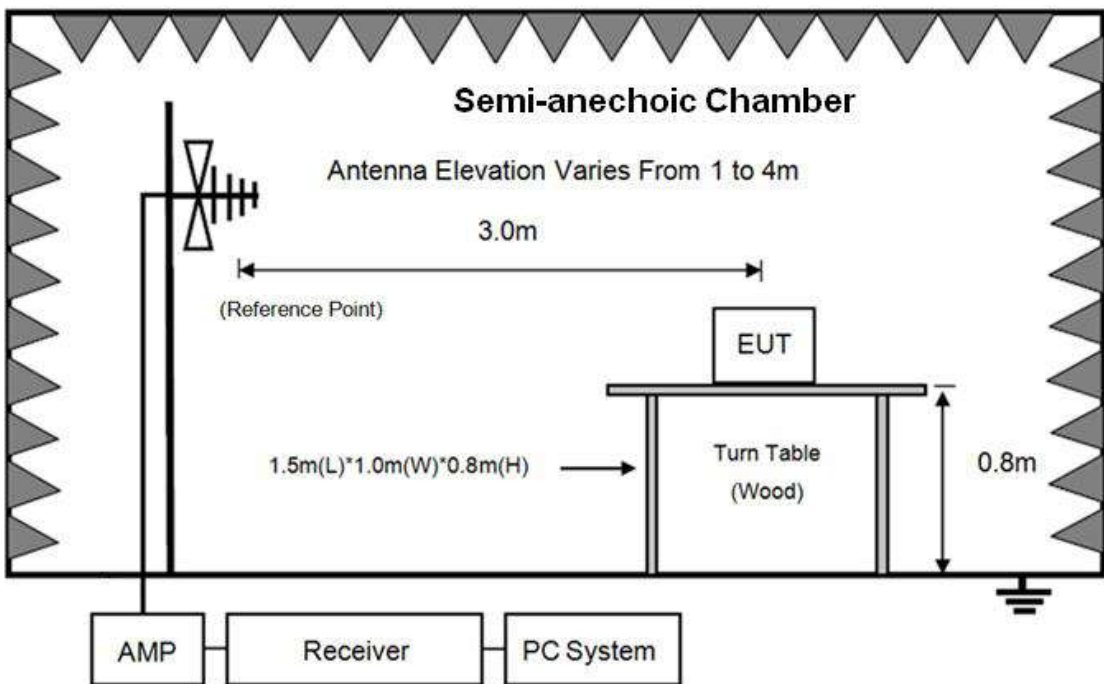 Semi-anechoic Chamber
Antenna Elevation Varies From 1 to 4m
3.0m
(Reference Point)
EUT
1.5m(L)*1.0m(W)*0.8m(H)
Turn Table
(Wood)
0.8m
AMP
Receiver
PC System